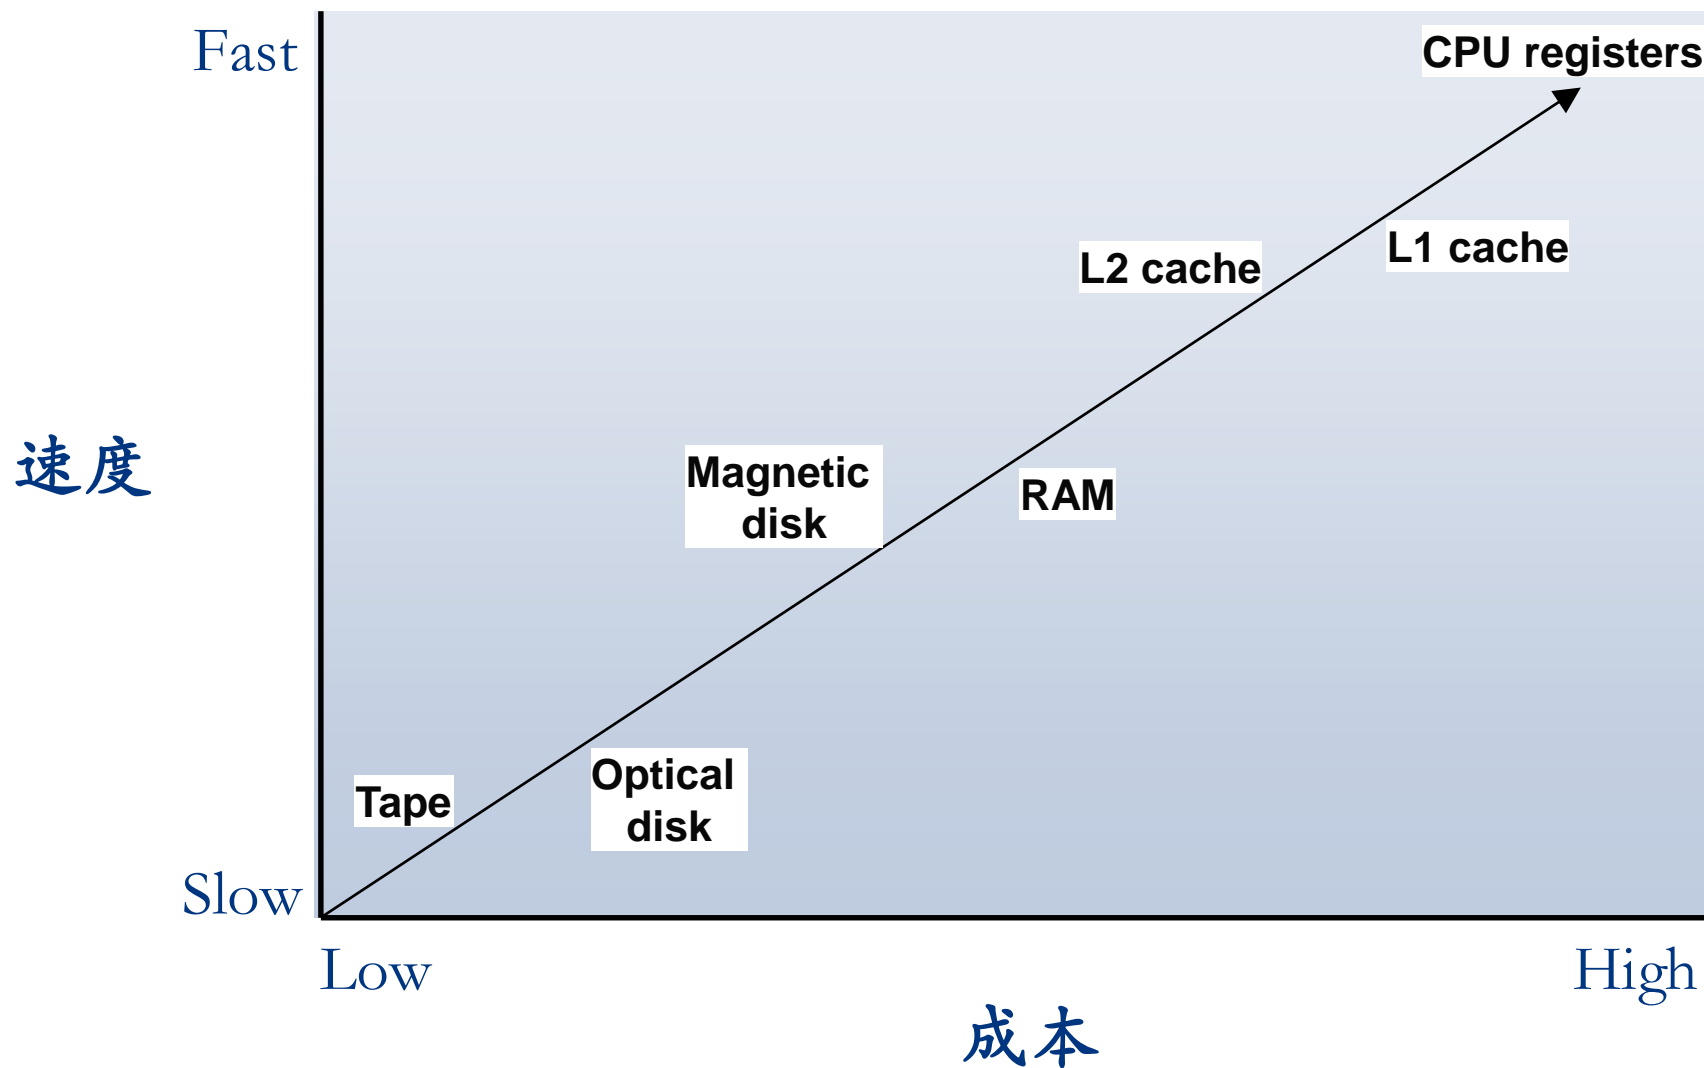 Fast
CPU registers
L1 cache
L2 cache
速度
Magnetic
disk
RAM
Optical
disk
Tape
Slow
Low
High
成本